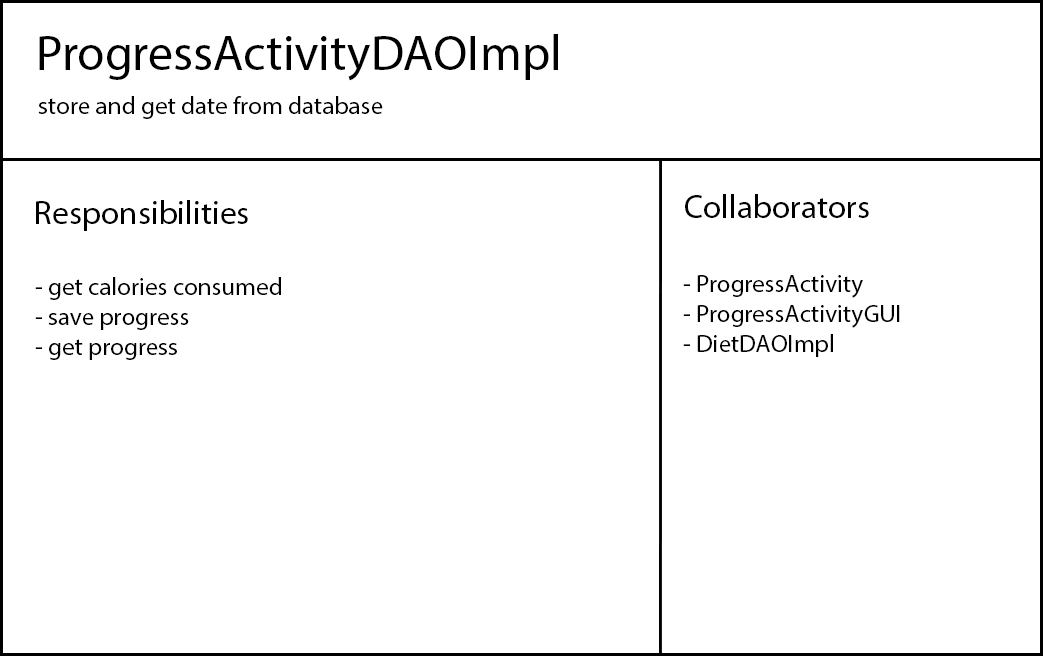 ProgressActivityDAOImpl
store and get date from database
Responsibilities
- get calories consumed
- save progress
- get progress
Collaborators
- ProgressActivity
- ProgressActivityGUI
- DietDAOImpl